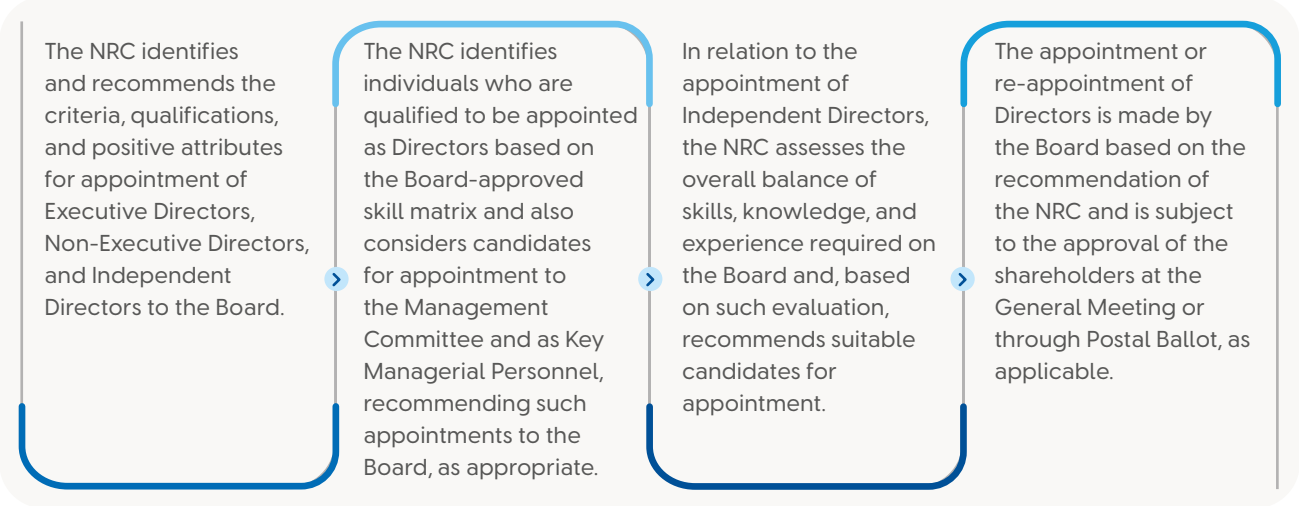 The NRC identifies
and recommends the
criteria, qualifications,
and positive attributes
for appointment of
Executive Directors,
Non-Executive Directors,
and Independent
Directors to the Board.
The NRC identifies
individuals who are
qualified to be appointed
as Directors based on
the Board-approved
skill matrix and also
considers candidates
for appointment to
the Management
Committee and as Key
Managerial Personnel,
recommending such
appointments to the
Board, as appropriate.
In relation to the
appointment of
Independent Directors,
the NRC assesses the
overall balance of
skills, knowledge, and
experience required on
the Board and, based
on such evaluation,
recommends suitable
candidates for
appointment.
The appointment or
re-appointment of
Directors is made by
the Board based on the
recommendation of
the NRC and is subject
to the approval of the
shareholders at the
General Meeting or
through Postal Ballot, as
applicable.